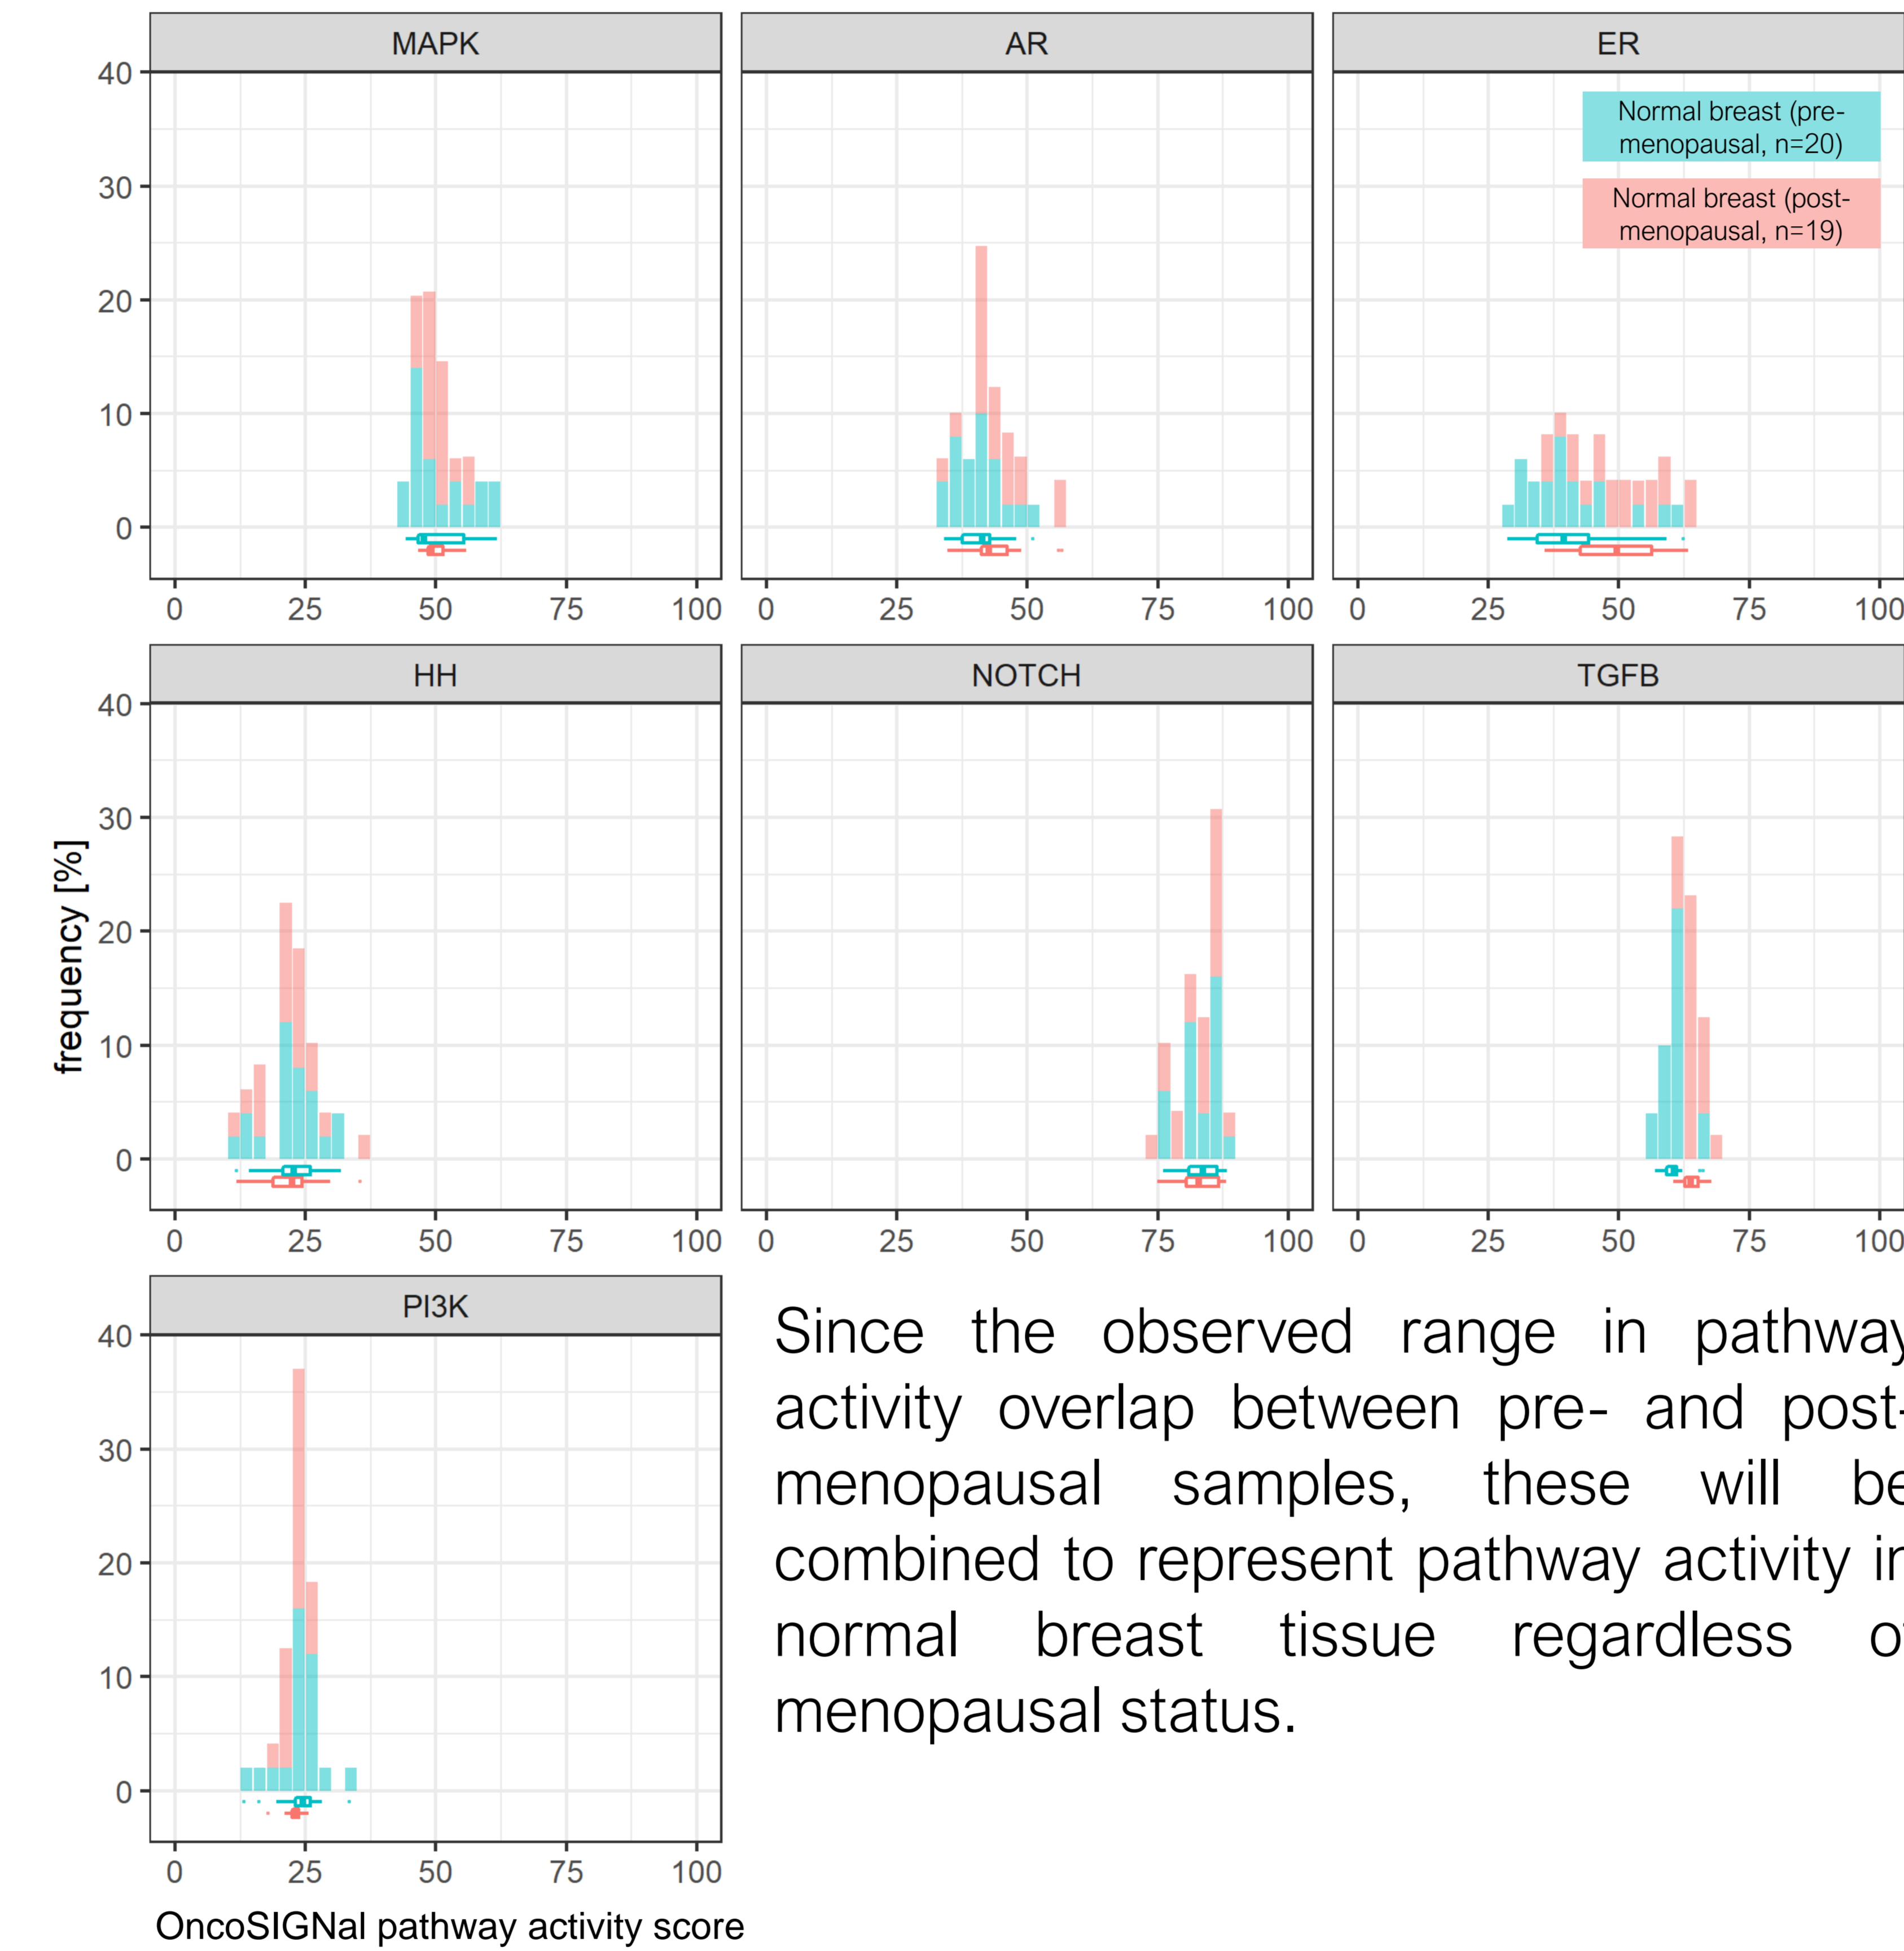 MAPK
AR
ER
40
30
20
10
0
Normal breast (pre-
menopausal, n=20)
Normal breast (post-
menopausal, n=19)
0 25 50 75 100
0 25 50 75 100
0 25 50 75 100
HH
NOTCH
TGFB
frequency [%]
40
30
20
10
0
0 25 50 75 100
0 25 50 75 100
0 25 50 75 100
PI3K
40
30
20
10
0
0 25 50 75 100
OncoSIGNal pathway activity score
Since the observed range in pathway
activity overlap between pre- and post-
menopausal samples, these will be
combined to represent pathway activity in
normal breast tissue regardless of
menopausal status.